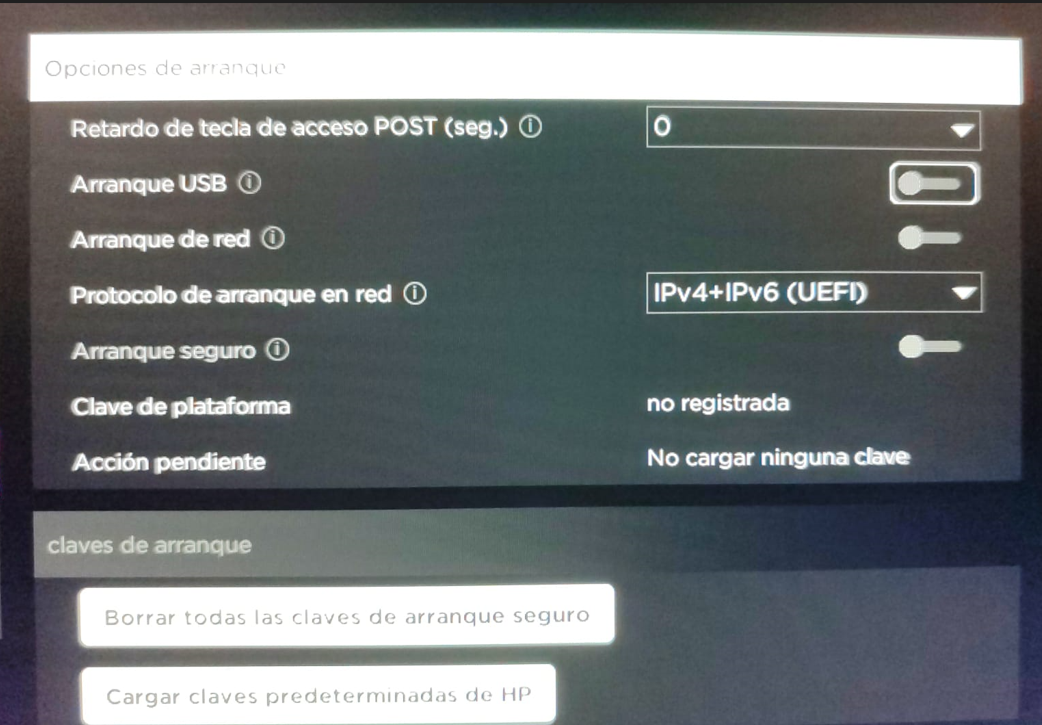 Opciones de arranque
Retardo de tecla de acceso POST (seg.) ⓘ 0
Arranque USB ⓘ
Arranque de red ⓘ
Protocolo de arranque en red ⓘ IPv4+IPv6 (UEFI)
Arranque seguro ⓘ
Clave de plataforma no registrada
Acción pendiente No cargar ninguna clave
claves de arranque
Borrar todas las claves de arranque seguro
Cargar claves predeterminadas de HP